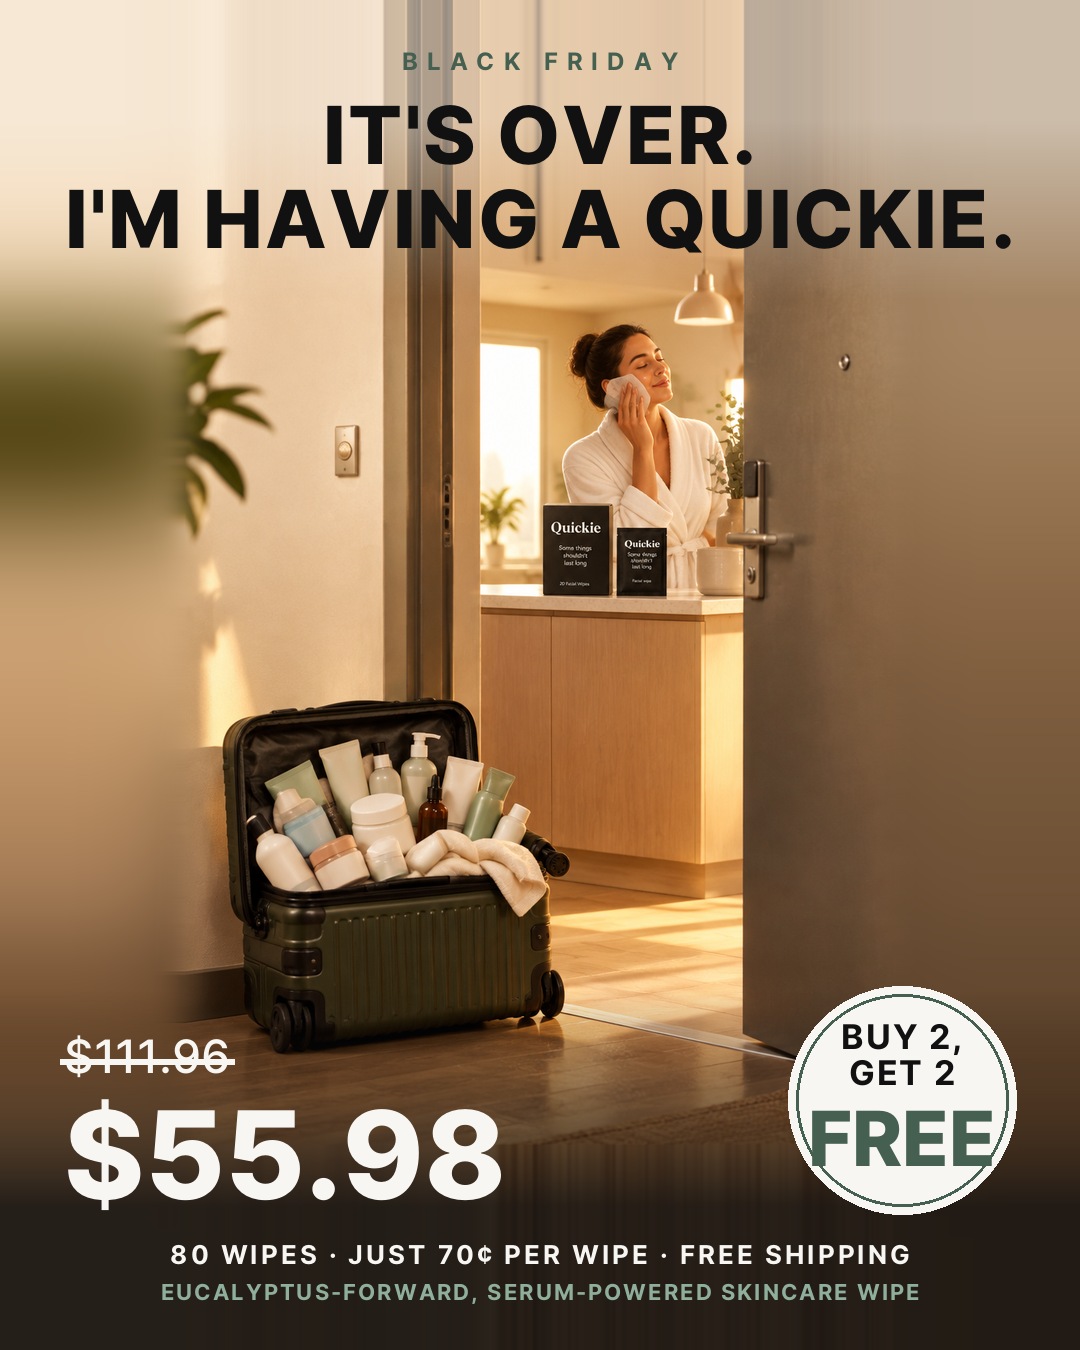 BLACK FRIDAY
IT'S OVER.
I'M HAVING A QUICKIE.
Quickie
Some things
shouldn't
last long
20 Facial Wipes
Quickie
Some things
shouldn't
last long
Facial wipe
$111.96
$55.98
BUY 2,
GET 2
FREE
80 WIPES · JUST 70¢ PER WIPE · FREE SHIPPING
EUCALYPTUS-FORWARD, SERUM-POWERED SKINCARE WIPE